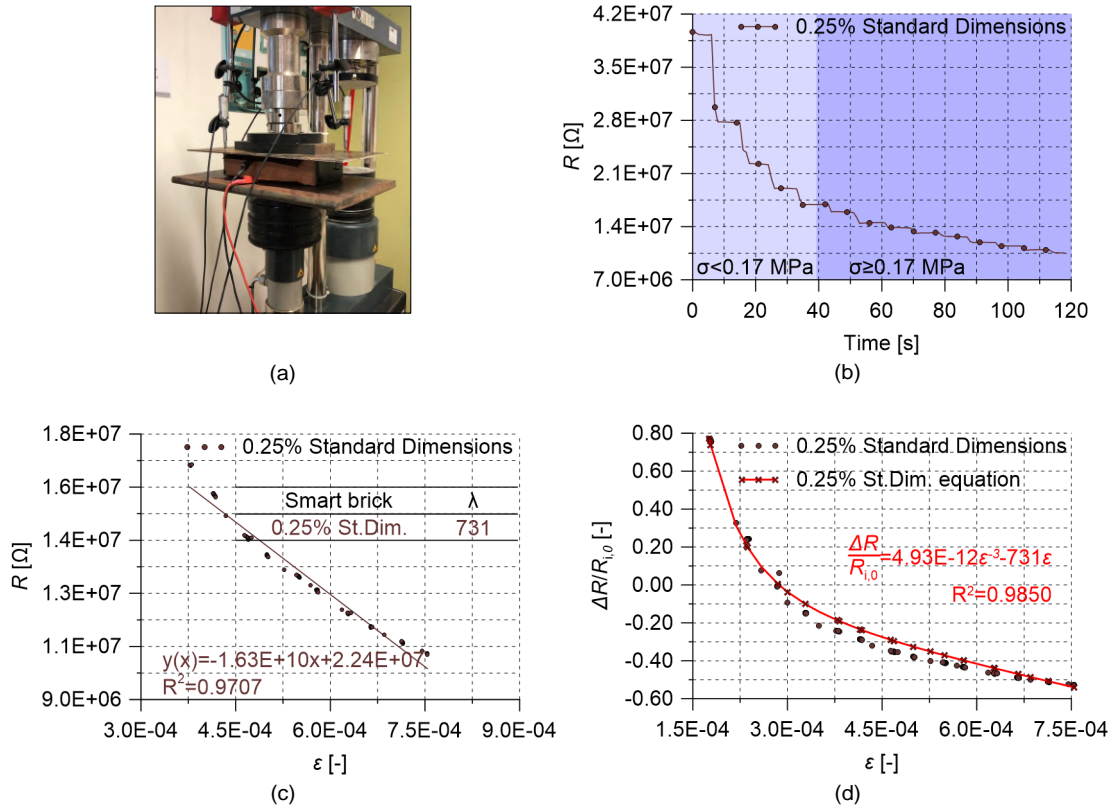 4.2E+07
0.25% Standard Dimensions
3.5E+07
2.8E+07
R [Ω]
2.1E+07
1.4E+07
σ<0.17 MPa
σ≥0.17 MPa
7.0E+06
0 20 40 60 80 100 120
Time [s]
(a)
(b)
1.8E+07
0.25% Standard Dimensions
1.6E+07
Smart brick λ
0.25% St.Dim. 731
1.4E+07
R [Ω]
1.3E+07
1.1E+07
y(x)=-1.63E+10x+2.24E+07
R²=0.9707
9.0E+06
3.0E-04 4.5E-04 6.0E-04 7.5E-04 9.0E-04
ε [-]
(c)
0.80
0.25% Standard Dimensions
0.60
0.25% St.Dim. equation
0.40
0.20
ΔR/Ri,0 [-]
ΔR
Ri,0
=4.93E-12ε⁻³-731ε
0.00
R²=0.9850
-0.20
-0.40
-0.60
1.5E-04 3.0E-04 4.5E-04 6.0E-04 7.5E-04
ε [-]
(d)